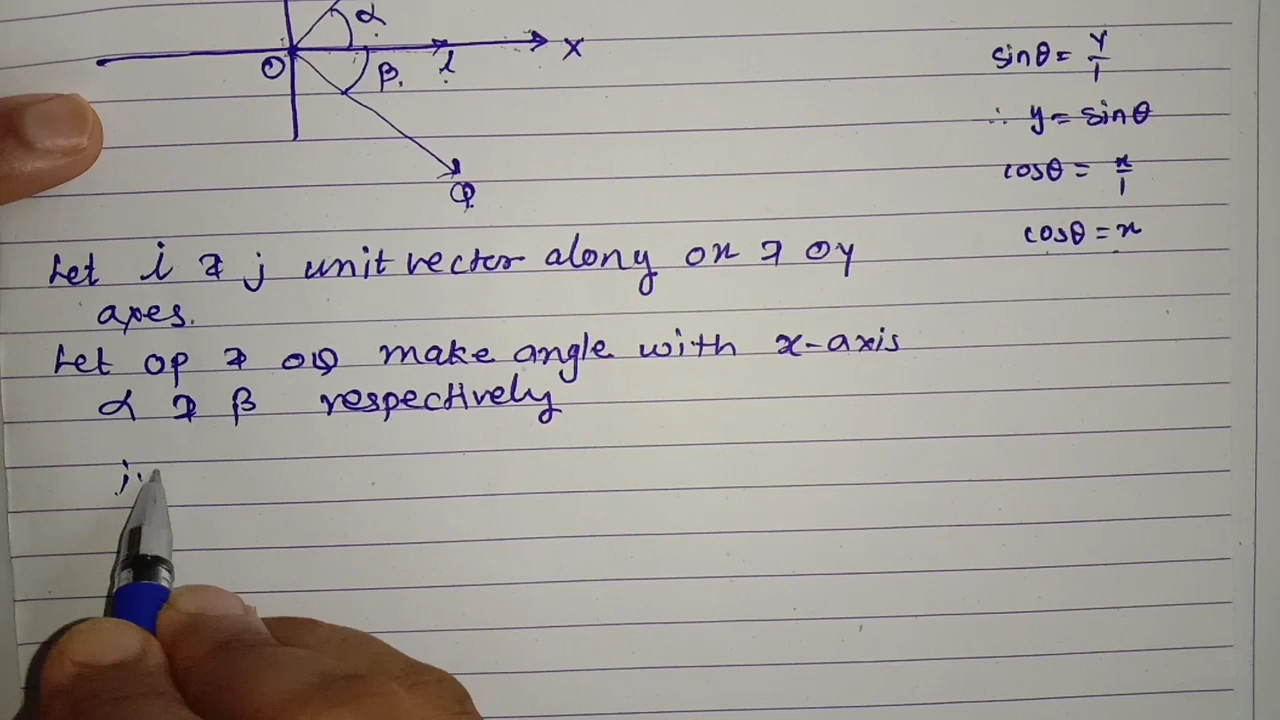 α
O
β
i
X
Q
sinθ = Y/1
∴ y = sinθ
cosθ = x/1
cosθ = x
Let i & j unit vector along ox & oy
axes.
Let op & oQ make angle with x-axis
α & β respectively
i.